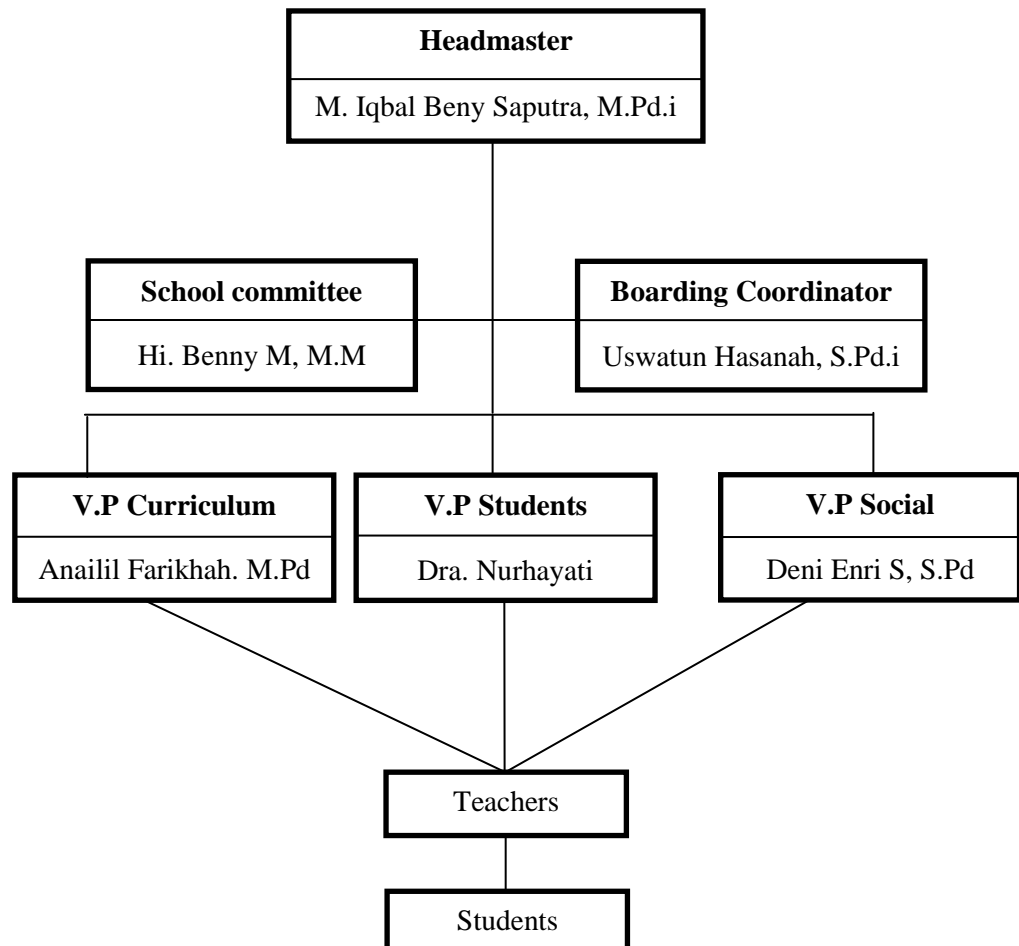 Headmaster
M. Iqbal Beny Saputra, M.Pd.i
School committee
Hi. Benny M, M.M
Boarding Coordinator
Uswatun Hasanah, S.Pd.i
V.P Curriculum
Anailil Farikhah. M.Pd
V.P Students
Dra. Nurhayati
V.P Social
Deni Enri S, S.Pd
Teachers
Students